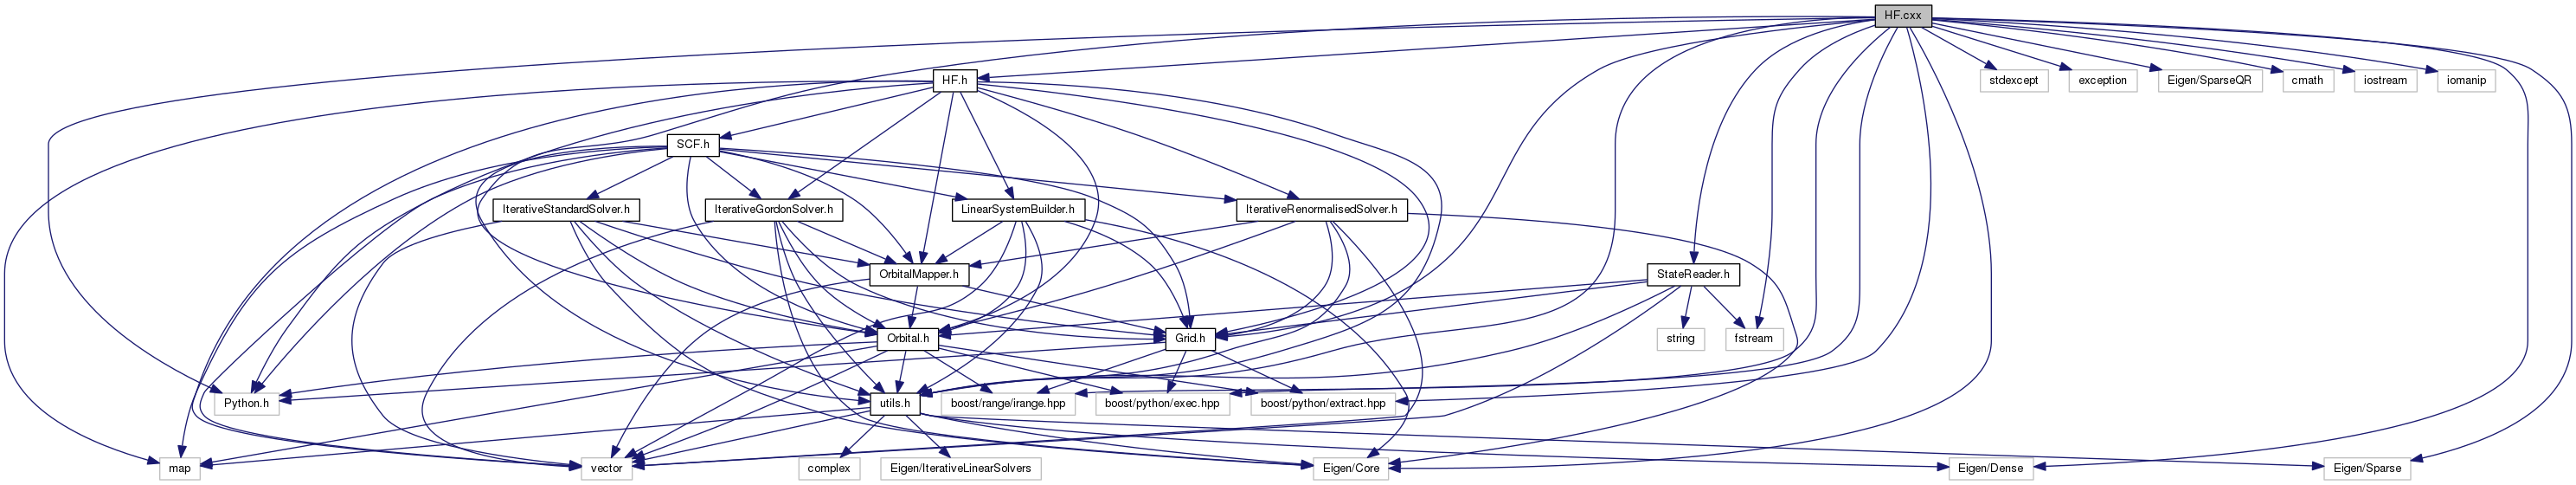 HF.cxx
HF.h
stdexcept
exception
Eigen/SparseQR
cmath
iostream
iomanip
SCF.h
IterativeStandardSolver.h
IterativeGordonSolver.h
LinearSystemBuilder.h
IterativeRenormalisedSolver.h
OrbitalMapper.h
StateReader.h
Orbital.h
Grid.h
string
fstream
Python.h
utils.h
boost/range/irange.hpp
boost/python/exec.hpp
boost/python/extract.hpp
map
vector
complex
Eigen/IterativeLinearSolvers
Eigen/Core
Eigen/Dense
Eigen/Sparse